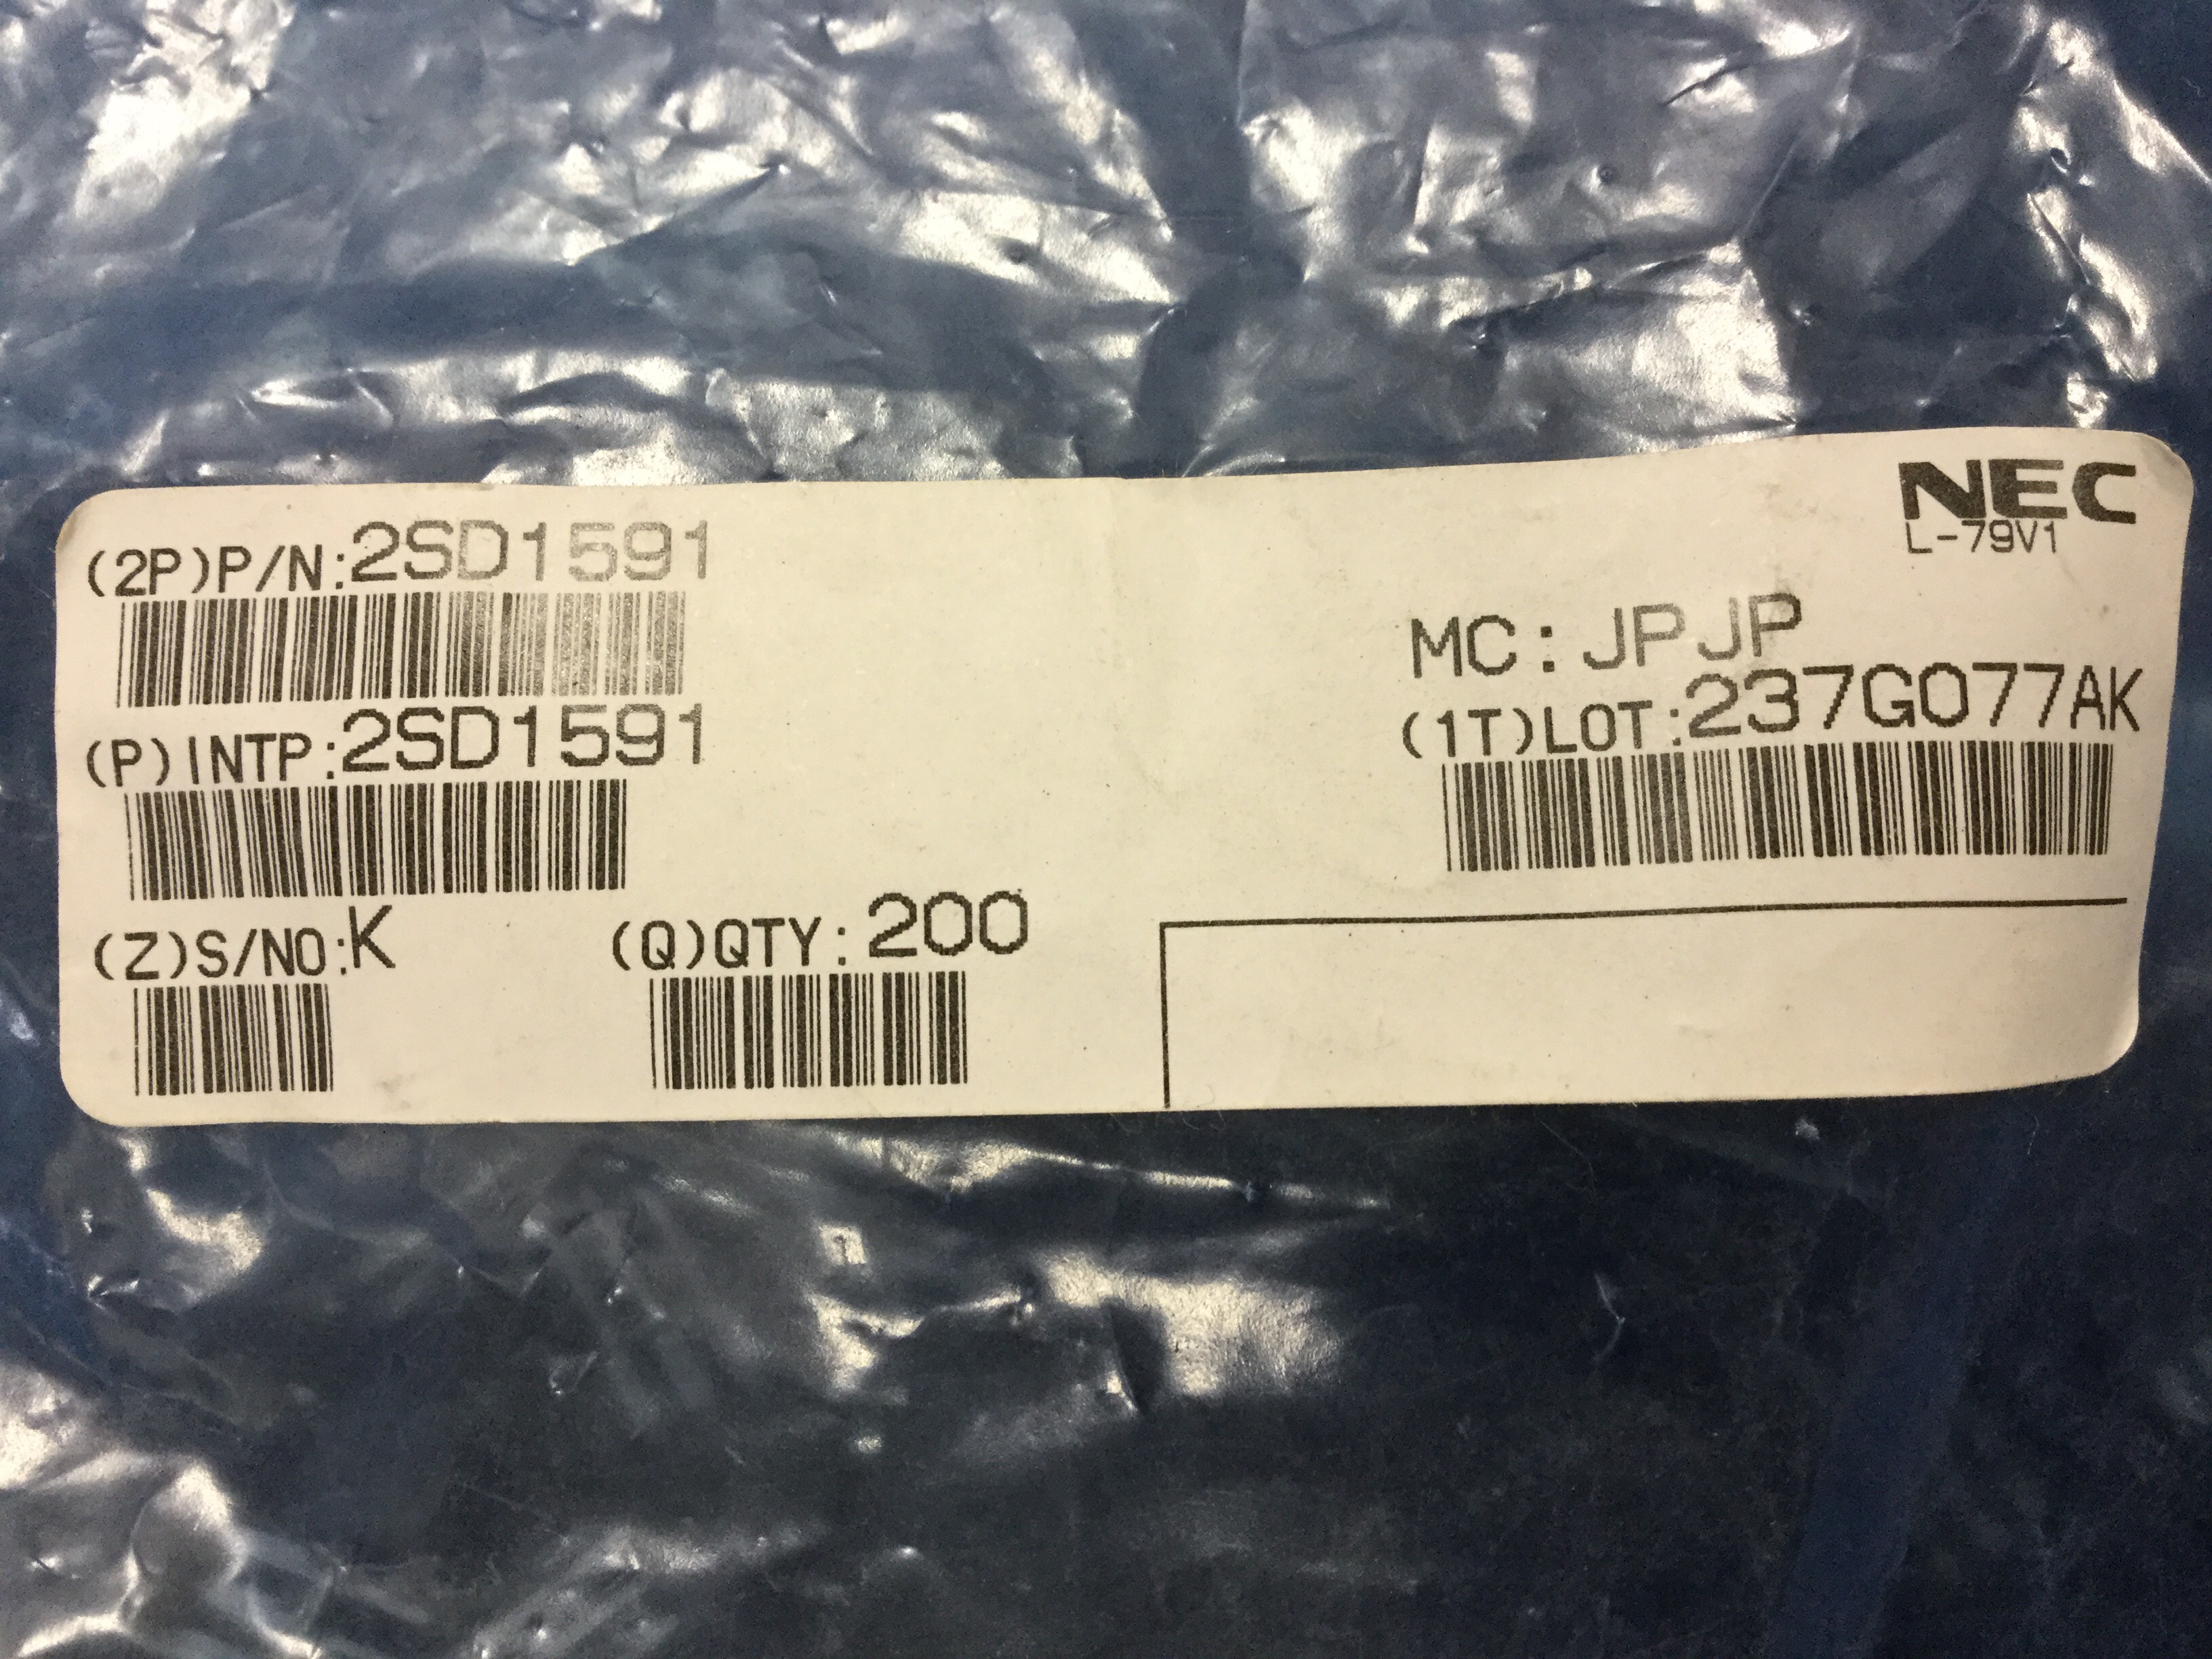 NEC
L-79V1
(2P)P/N:2SD1591
MC: JPJP
(P)INTP:2SD1591
(1T)LOT:237G077AK
(Z)S/NO:K
(Q)QTY: 200